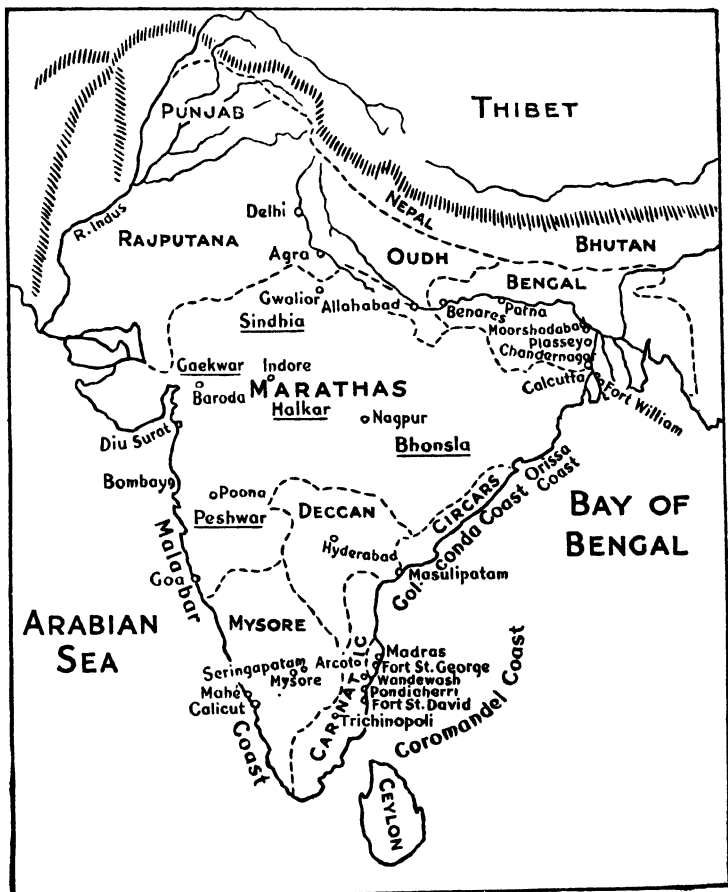 PUNJAB
THIBET
R. Indus
Delhi
NEPAL
RAJPUTANA
BHUTAN
Agra
OUDH
BENGAL
Gwalior
Allahabad
Benares
Patna
Sindhia
Moorshadabad
Plassey
Chandernagor
Gaekwar
Indore
Calcutta
Fort William
Baroda
MARATHAS
Halkar
Nagpur
Diu Surat
Bhonsla
Bombay
Poona
Orissa
Coast
CIRCARS
BAY OF
BENGAL
Peshwar
DECCAN
Hyderabad
Golconda Coast
Masulipatam
Goa
Malabar
Coast
ARABIAN
SEA
MYSORE
CARNATIC
Madras
Seringapatam
Arcot
Fort St. George
Mysore
Wandewash
Mahé
Pondicherri
Calicut
Fort St. David
Trichinopoli
Coromandel Coast
CEYLON